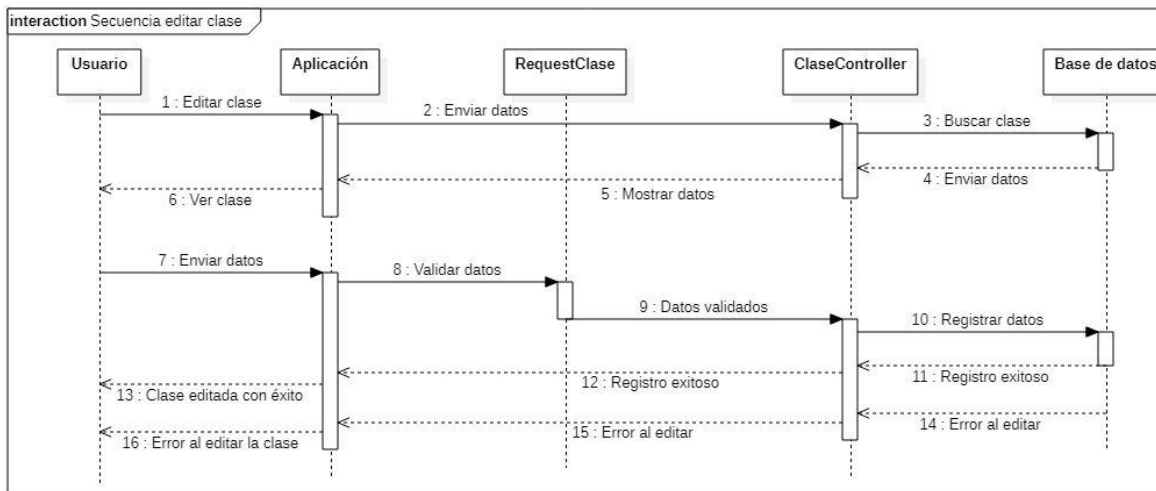 interaction Secuencia editar clase
Usuario
Aplicación
RequestClase
ClaseController
Base de datos
1 : Editar clase
2 : Enviar datos
3 : Buscar clase
4 : Enviar datos
5 : Mostrar datos
6 : Ver clase
7 : Enviar datos
8 : Validar datos
9 : Datos validados
10 : Registrar datos
11 : Registro exitoso
12 : Registro exitoso
13 : Clase editada con éxito
14 : Error al editar
15 : Error al editar
16 : Error al editar la clase